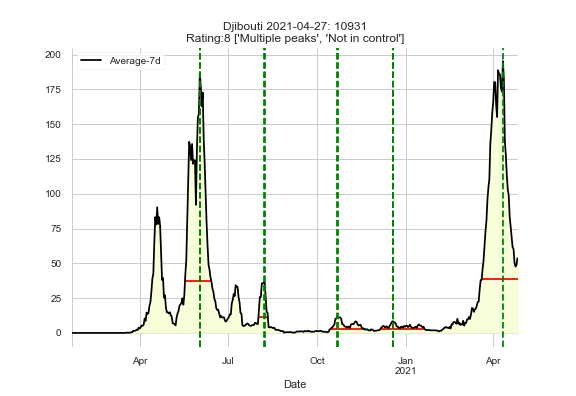 Djibouti 2021-04-27: 10931
Rating:8 ['Multiple peaks', 'Not in control']
Average-7d
200
175
150
125
100
75
50
25
0
Apr
Jul
Oct
Jan
2021
Apr
Date